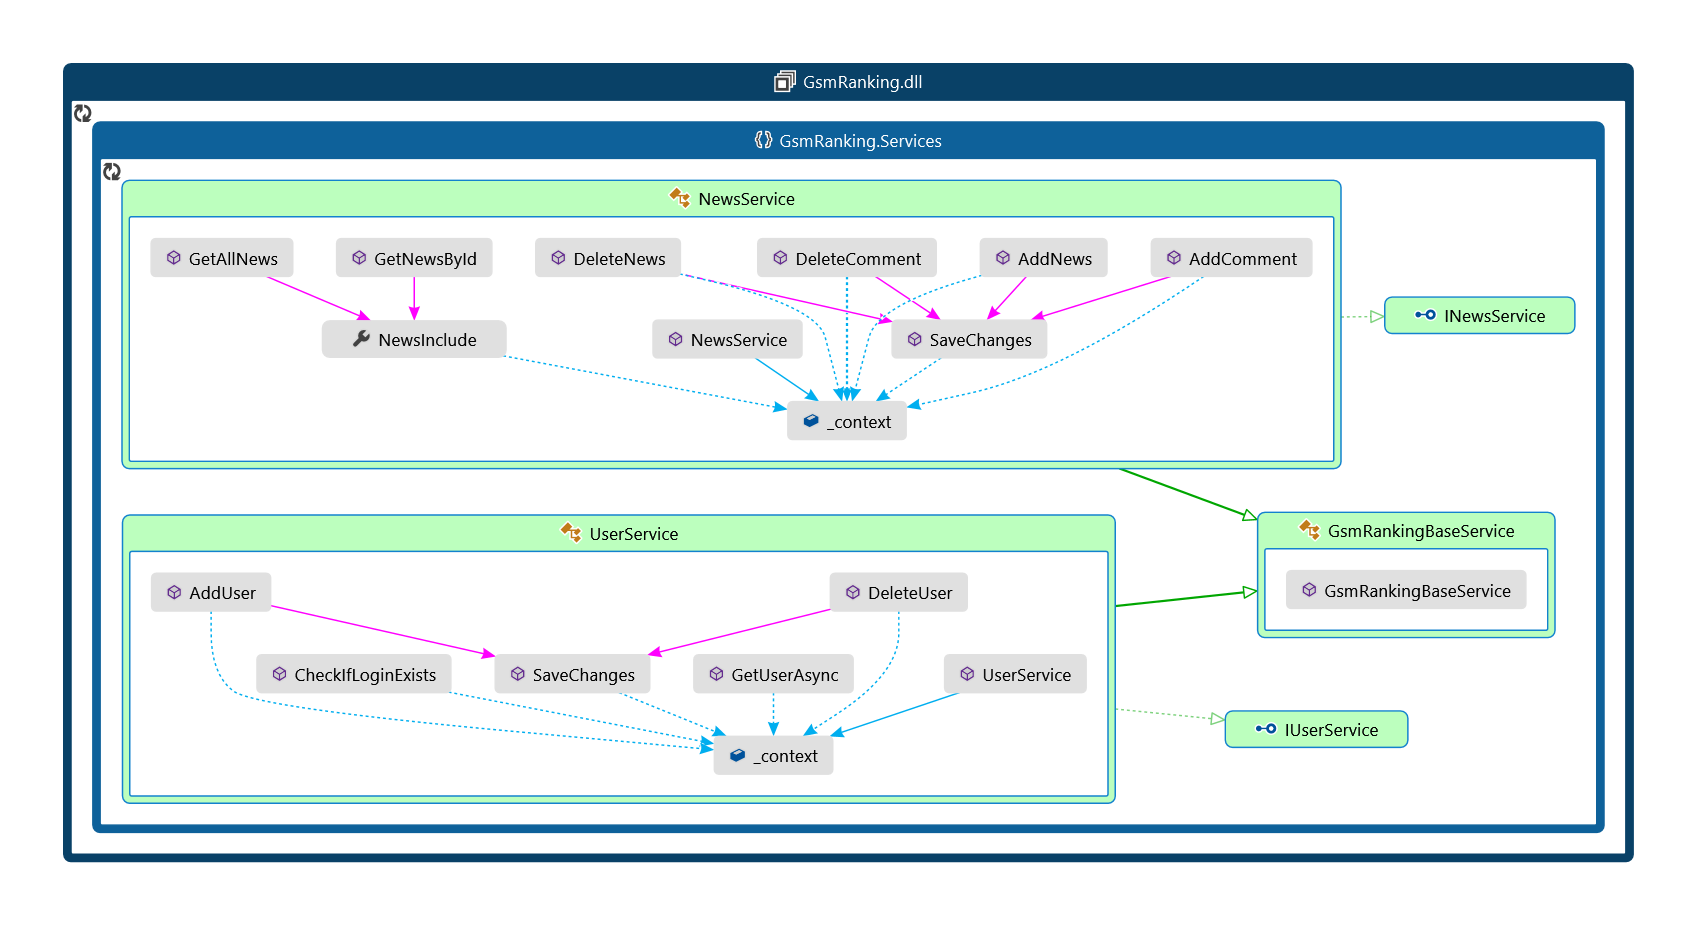 GsmRanking.dll
GsmRanking.Services
NewsService
GetAllNews
GetNewsById
DeleteNews
DeleteComment
AddNews
AddComment
NewsInclude
NewsService
SaveChanges
_context
INewsService
UserService
AddUser
DeleteUser
CheckIfLoginExists
SaveChanges
GetUserAsync
UserService
_context
GsmRankingBaseService
GsmRankingBaseService
IUserService